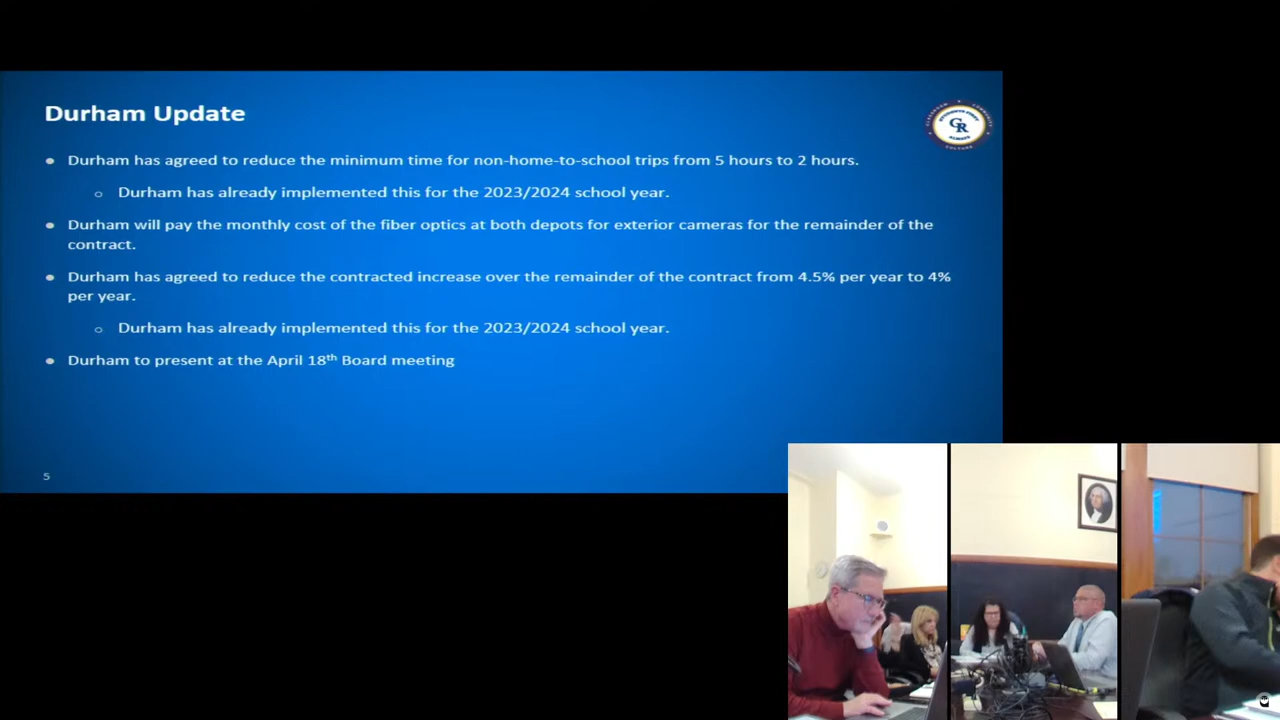 Durham Update
GR
• Durham has agreed to reduce the minimum time for non-home-to-school trips from 5 hours to 2 hours.
○ Durham has already implemented this for the 2023/2024 school year.
• Durham will pay the monthly cost of the fiber optics at both depots for exterior cameras for the remainder of the
contract.
• Durham has agreed to reduce the contracted increase over the remainder of the contract from 4.5% per year to 4%
per year.
○ Durham has already implemented this for the 2023/2024 school year.
• Durham to present at the April 18th Board meeting
5